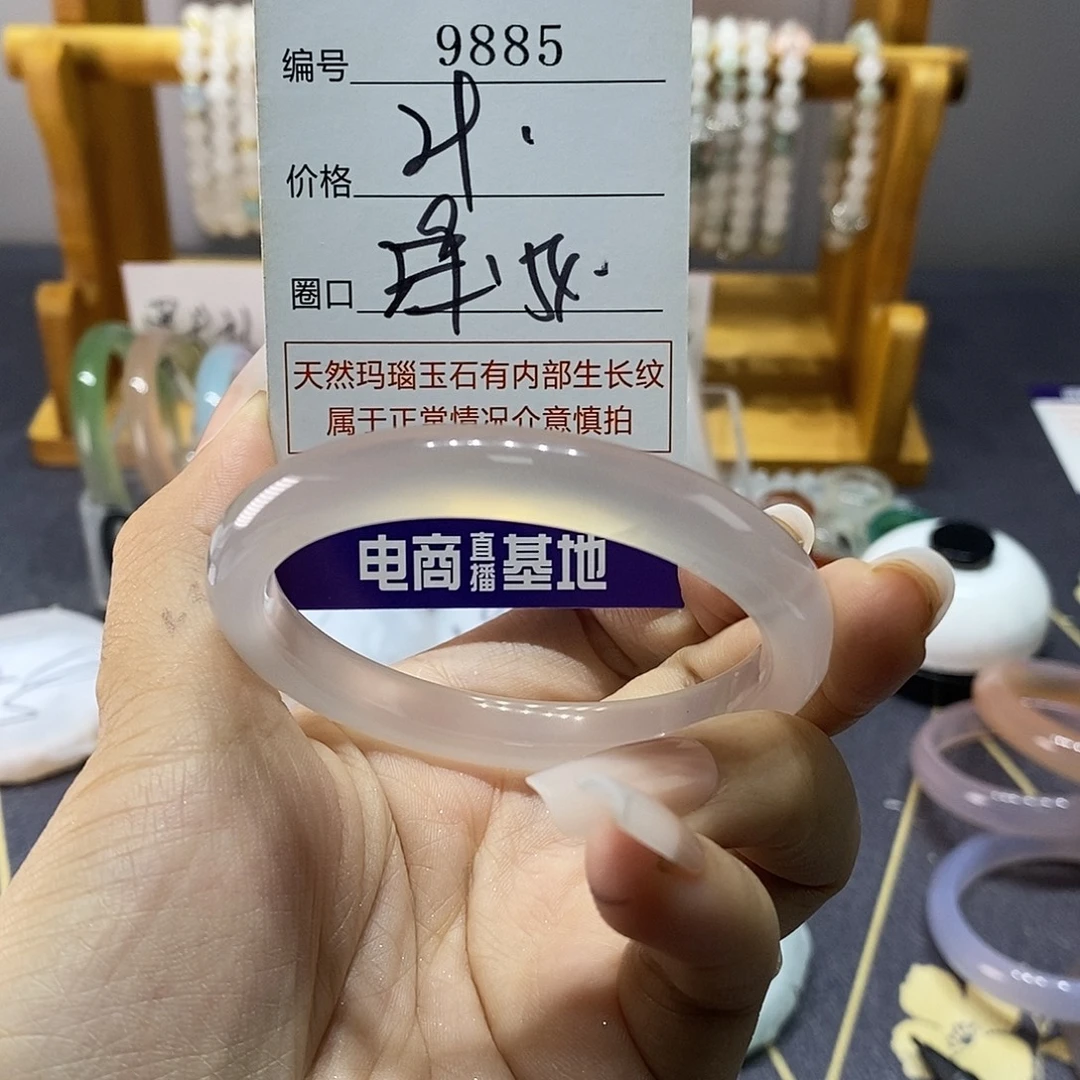 编号 9885
价格
圈口
天然玛瑙玉石有内部生长纹
属于正常情况介意慎拍
电商直播基地